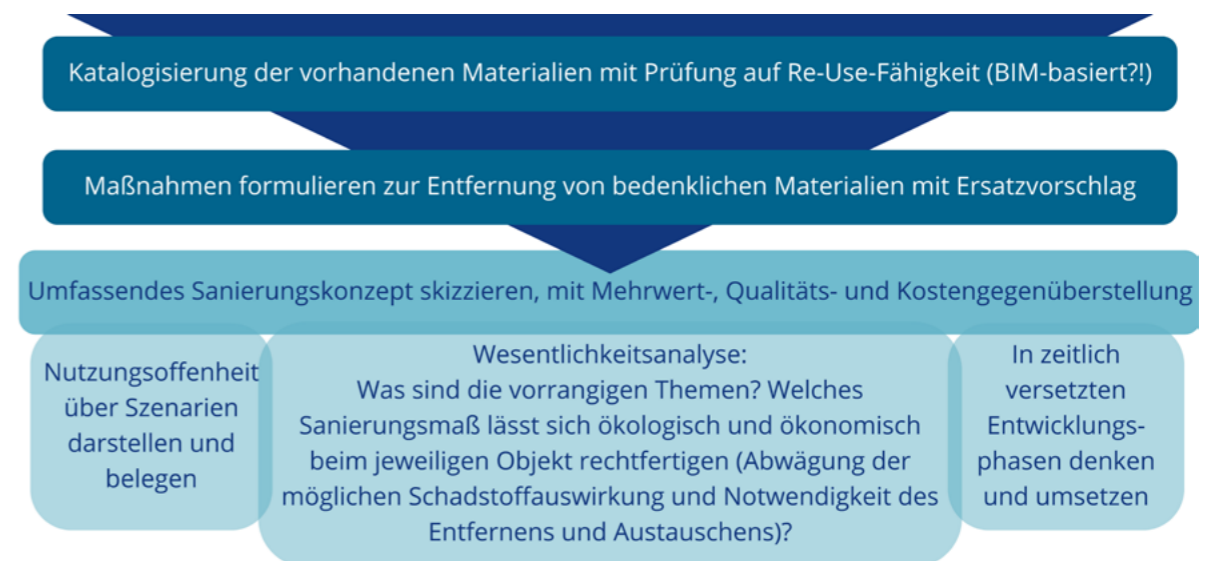 Katalogisierung der vorhandenen Materialien mit Prüfung auf Re-Use-Fähigkeit (BIM-basiert?!)
Maßnahmen formulieren zur Entfernung von bedenklichen Materialien mit Ersatzvorschlag
Umfassendes Sanierungskonzept skizzieren, mit Mehrwert-, Qualitäts- und Kostengegenüberstellung
Nutzungsoffenheit
über Szenarien
darstellen und
belegen
Wesentlichkeitsanalyse:
Was sind die vorrangigen Themen? Welches
Sanierungsmaß lässt sich ökologisch und ökonomisch
beim jeweiligen Objekt rechtfertigen (Abwägung der
möglichen Schadstoffauswirkung und Notwendigkeit des
Entfernens und Austauschens)?
In zeitlich
versetzten
Entwicklungs-
phasen denken
und umsetzen